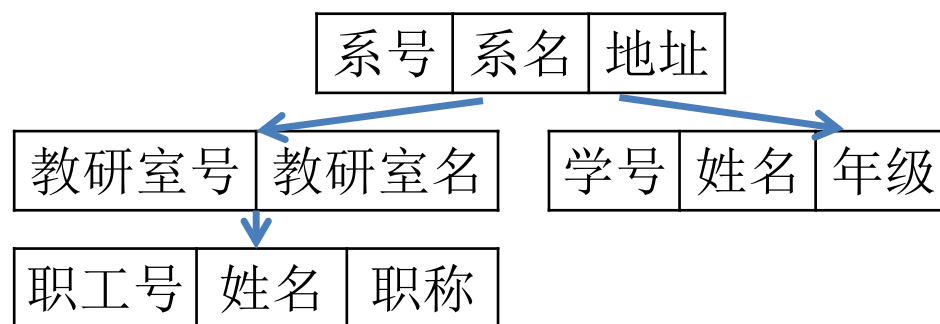 系号 系名 地址
教研室号 教研室名 学号 姓名 年级
职工号 姓名 职称